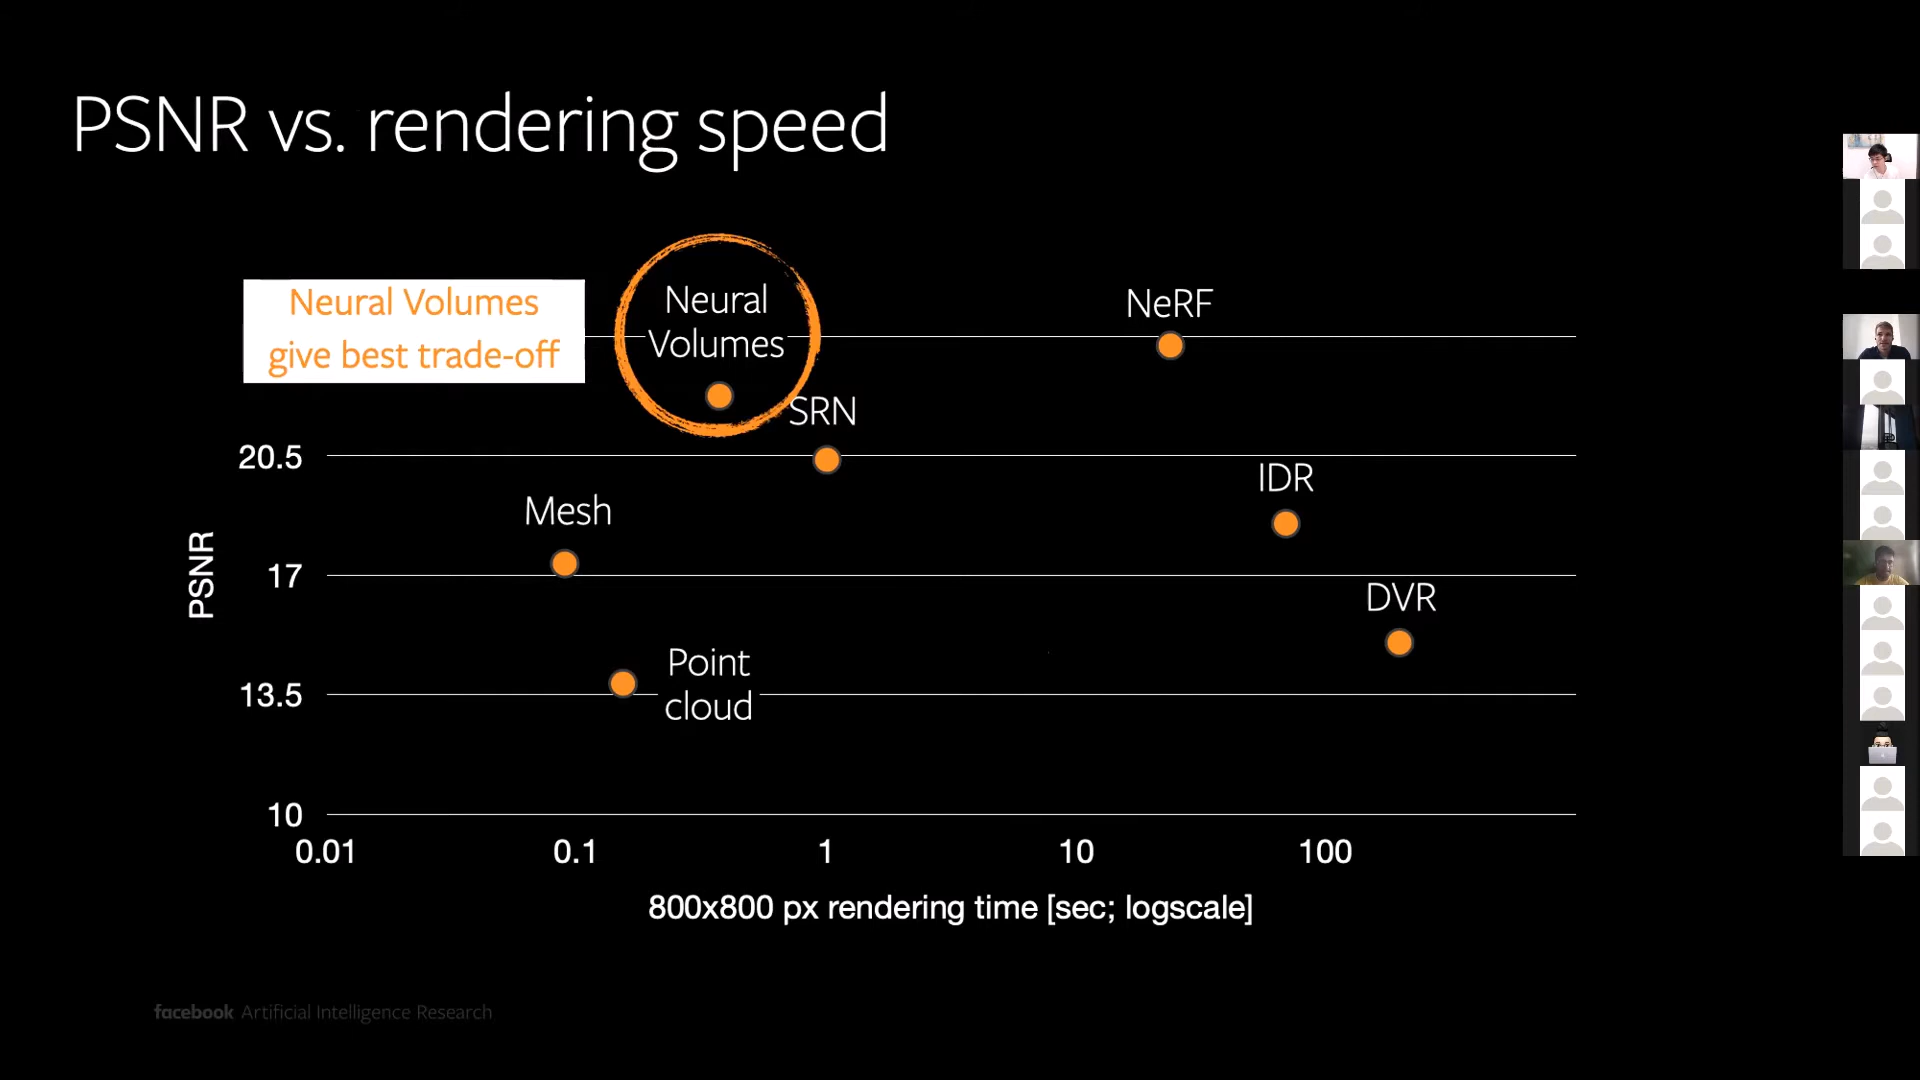 PSNR vs. rendering speed
Neural Volumes
give best trade-off
Neural
Volumes
NeRF
SRN
20.5
IDR
Mesh
PSNR
17
DVR
Point
cloud
13.5
10
0.01 0.1 1 10 100
800x800 px rendering time [sec; logscale]
facebook Artificial Intelligence Research